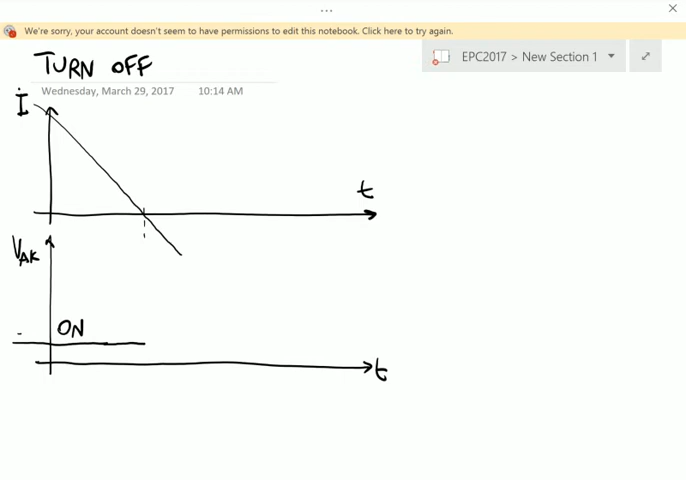 We're sorry, your account doesn't seem to have permissions to edit this notebook. Click here to try again.
TURN OFF
EPC2017 > New Section 1
Wednesday, March 29, 2017 10:14 AM
i
t
VAK
ON
t